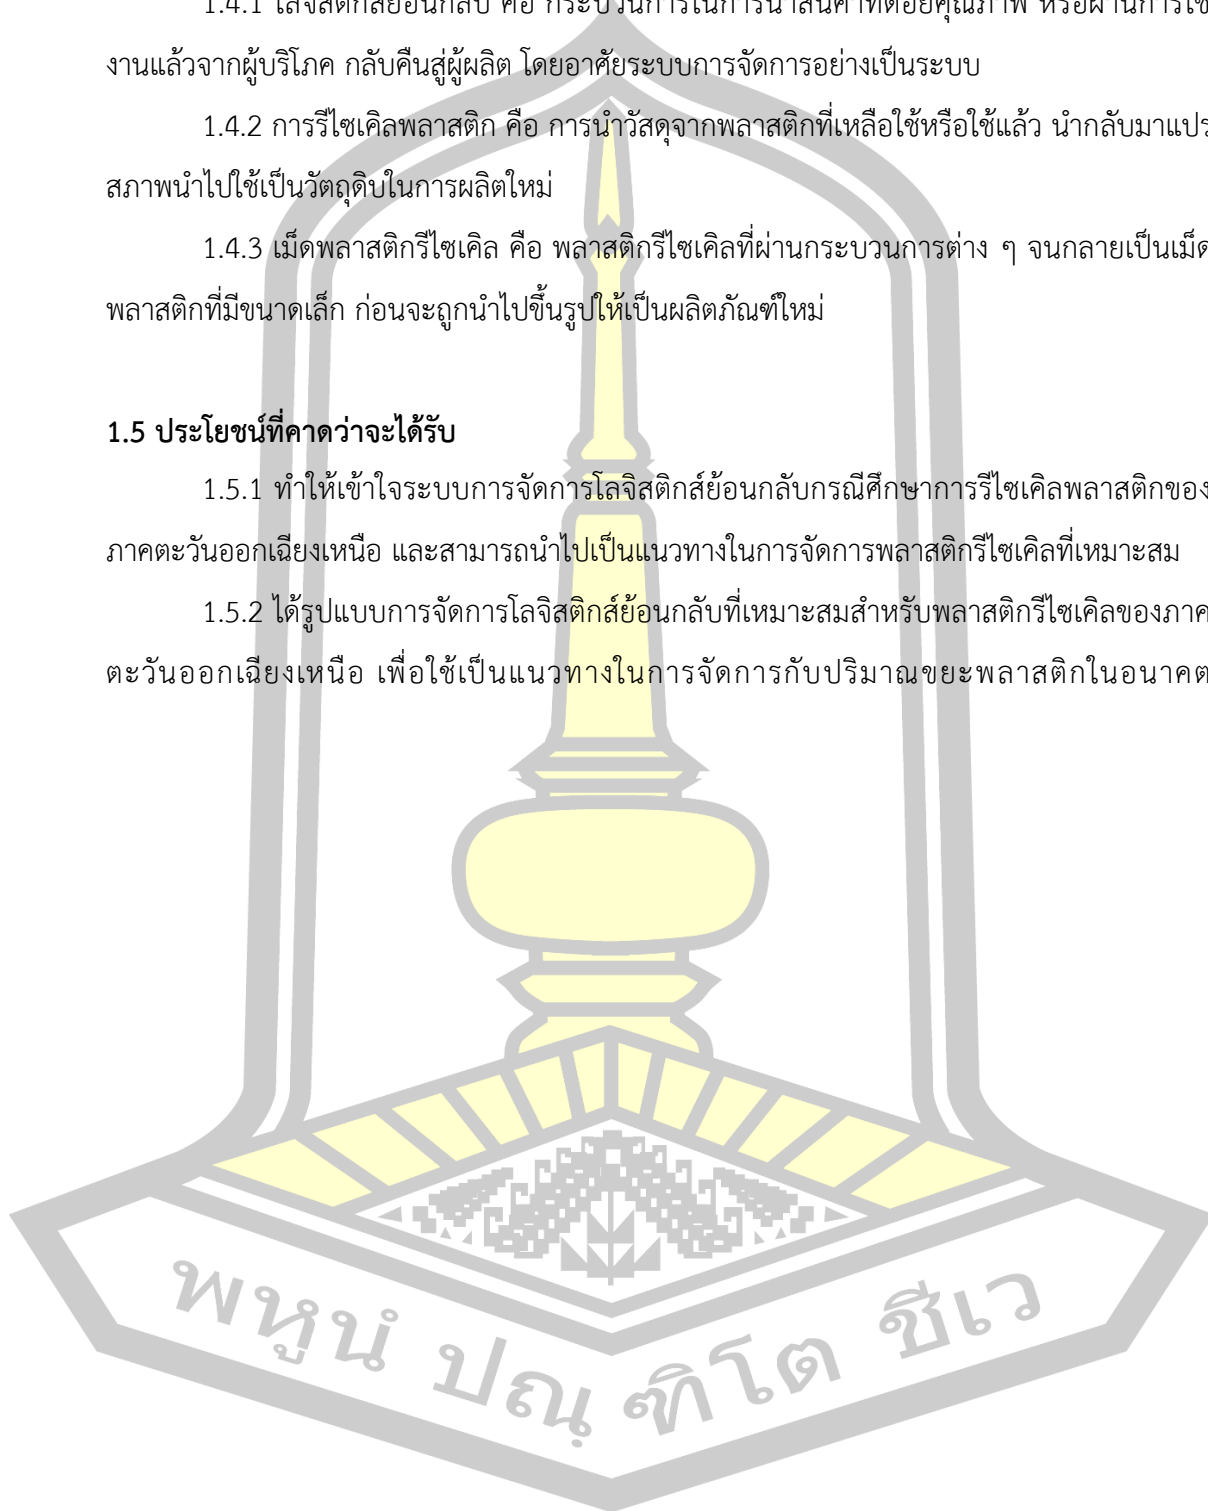 1.4.1 โลจิสติกส์ย้อนกลับ คือ กระบวนการในการนำสินค้าที่ด้อยคุณภาพ หรือผ่านการใช้
งานแล้วจากผู้บริโภค กลับคืนสู่ผู้ผลิต โดยอาศัยระบบการจัดการอย่างเป็นระบบ
1.4.2 การรีไซเคิลพลาสติก คือ การนำวัสดุจากพลาสติกที่เหลือใช้หรือใช้แล้ว นำกลับมาแปร
สภาพนำไปใช้เป็นวัตถุดิบในการผลิตใหม่
1.4.3 เม็ดพลาสติกรีไซเคิล คือ พลาสติกรีไซเคิลที่ผ่านกระบวนการต่าง ๆ จนกลายเป็นเม็ด
พลาสติกที่มีขนาดเล็ก ก่อนจะถูกนำไปขึ้นรูปให้เป็นผลิตภัณฑ์ใหม่
1.5 ประโยชน์ที่คาดว่าจะได้รับ
1.5.1 ทำให้เข้าใจระบบการจัดการโลจิสติกส์ย้อนกลับกรณีศึกษาการรีไซเคิลพลาสติกของ
ภาคตะวันออกเฉียงเหนือ และสามารถนำไปเป็นแนวทางในการจัดการพลาสติกรีไซเคิลที่เหมาะสม
1.5.2 ได้รูปแบบการจัดการโลจิสติกส์ย้อนกลับที่เหมาะสมสำหรับพลาสติกรีไซเคิลของภาค
ตะวันออกเฉียงเหนือ เพื่อใช้เป็นแนวทางในการจัดการกับปริมาณขยะพลาสติกในอนาคต
พหูนํ ปณฺ ฑิโต ชีเว